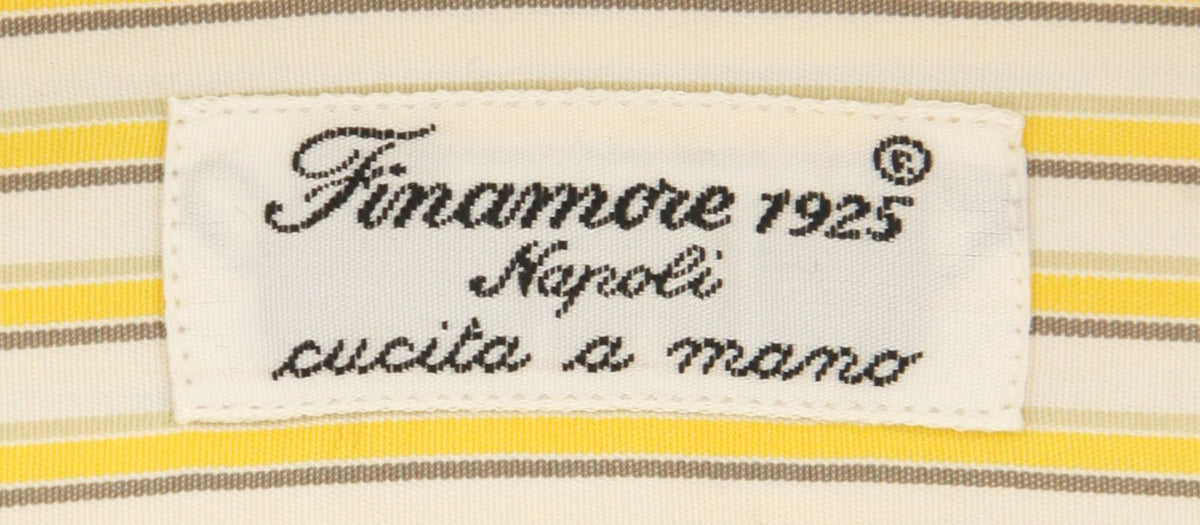 Finamore 1925®
Napoli
cucita a mano